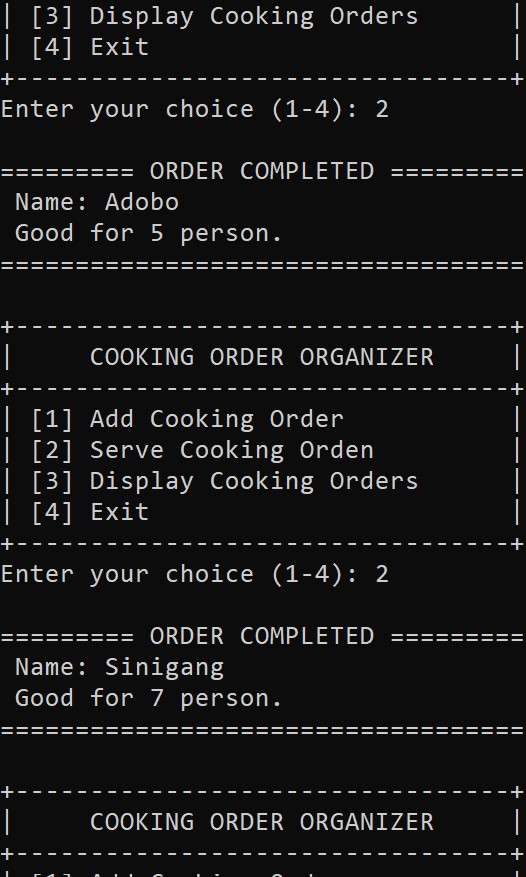 | [3] Display Cooking Orders      |
| [4] Exit                        |
+---------------------------------+
Enter your choice (1-4): 2
========= ORDER COMPLETED =========
 Name: Adobo
 Good for 5 person.
===================================
+---------------------------------+
|     COOKING ORDER ORGANIZER     |
+---------------------------------+
| [1] Add Cooking Order           |
| [2] Serve Cooking Orden         |
| [3] Display Cooking Orders      |
| [4] Exit                        |
+---------------------------------+
Enter your choice (1-4): 2
========= ORDER COMPLETED =========
 Name: Sinigang
 Good for 7 person.
===================================
+---------------------------------+
|     COOKING ORDER ORGANIZER     |
+---------------------------------+